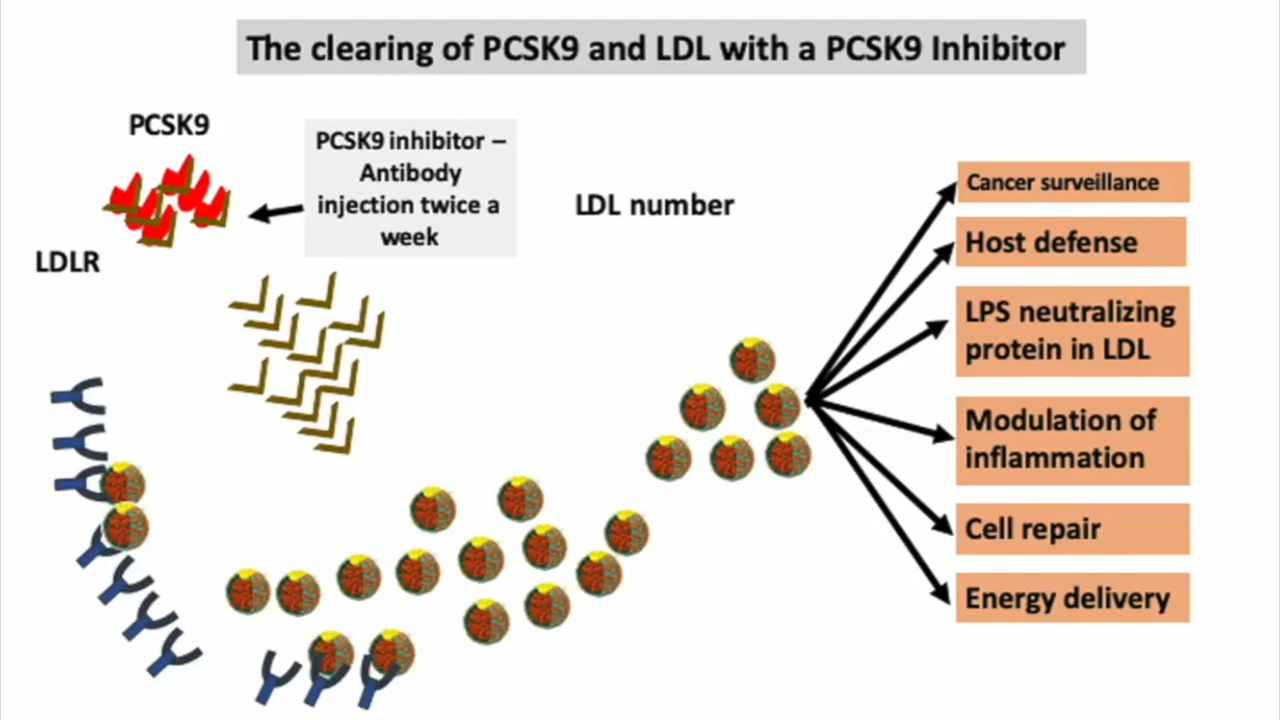 The clearing of PCSK9 and LDL with a PCSK9 Inhibitor
PCSK9
PCSK9 inhibitor –
Antibody
injection twice a
week
LDL number
LDLR
Cancer surveillance
Host defense
LPS neutralizing
protein in LDL
Modulation of
inflammation
Cell repair
Energy delivery